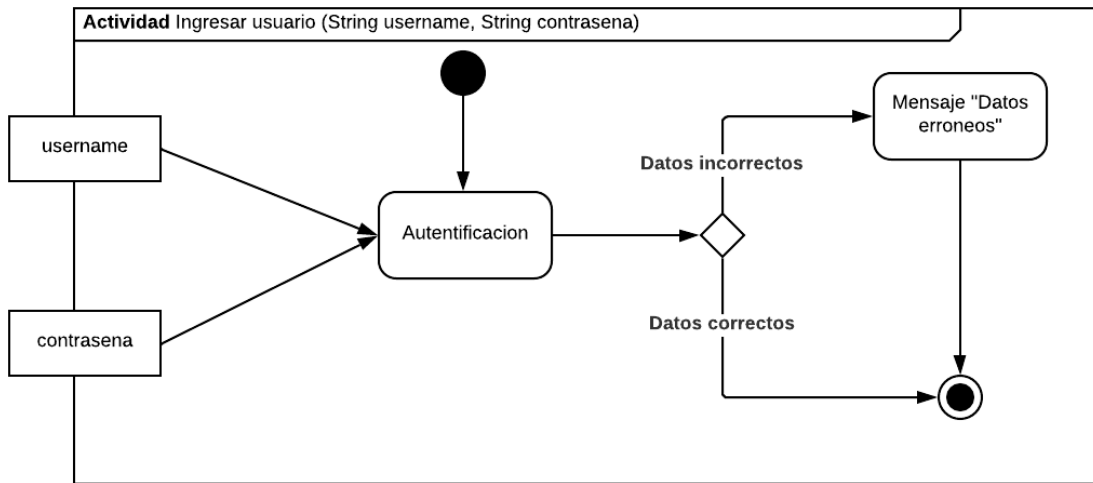 Actividad Ingresar usuario (String username, String contrasena)
username
Mensaje "Datos
erroneos"
Datos incorrectos
Autentificacion
Datos correctos
contrasena